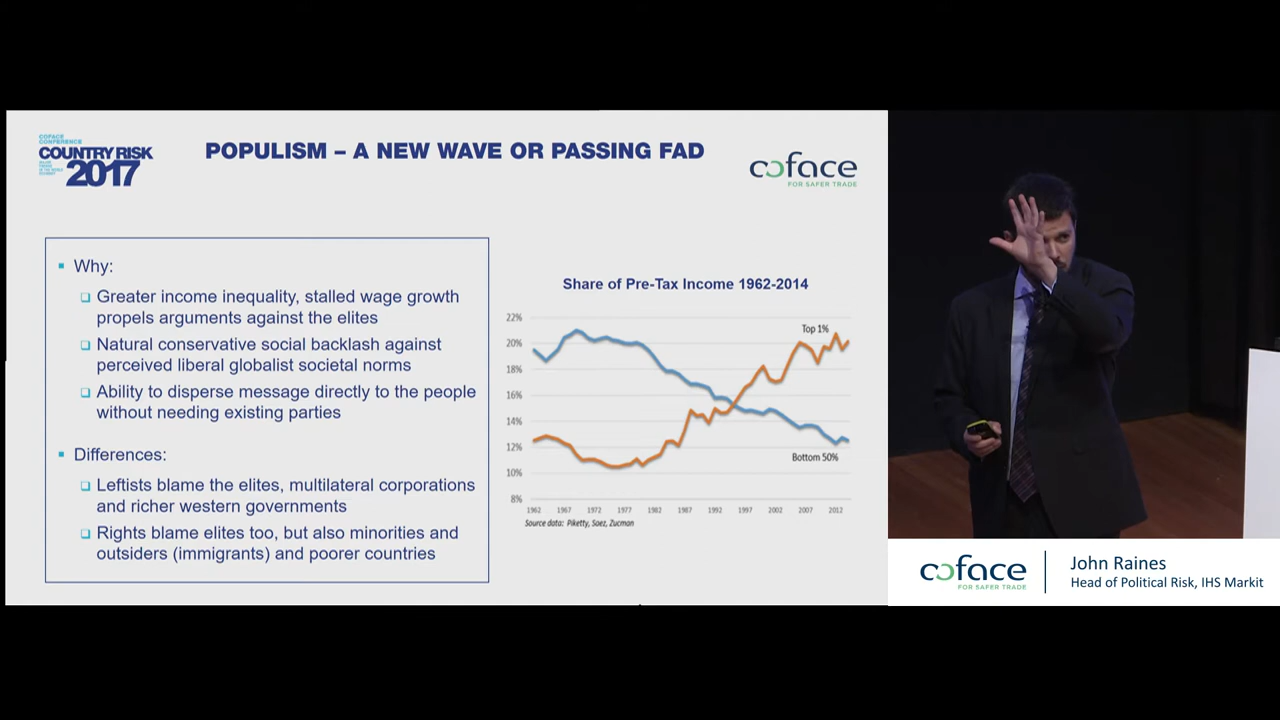 COFACE
CONFERENCE
COUNTRY RISK
2017
POPULISM – A NEW WAVE OR PASSING FAD
coface
FOR SAFER TRADE
Why:
Greater income inequality, stalled wage growth
propels arguments against the elites
Natural conservative social backlash against
perceived liberal globalist societal norms
Ability to disperse message directly to the people
without needing existing parties
Differences:
Leftists blame the elites, multilateral corporations
and richer western governments
Rights blame elites too, but also minorities and
outsiders (immigrants) and poorer countries
Share of Pre-Tax Income 1962-2014
22%
20%
18%
16%
14%
12%
10%
8%
Top 1%
Bottom 50%
1962 1967 1972 1977 1982 1987 1992 1997 2002 2007 2012
Source data: Piketty, Saez, Zucman
coface
FOR SAFER TRADE
John Raines
Head of Political Risk, IHS Markit